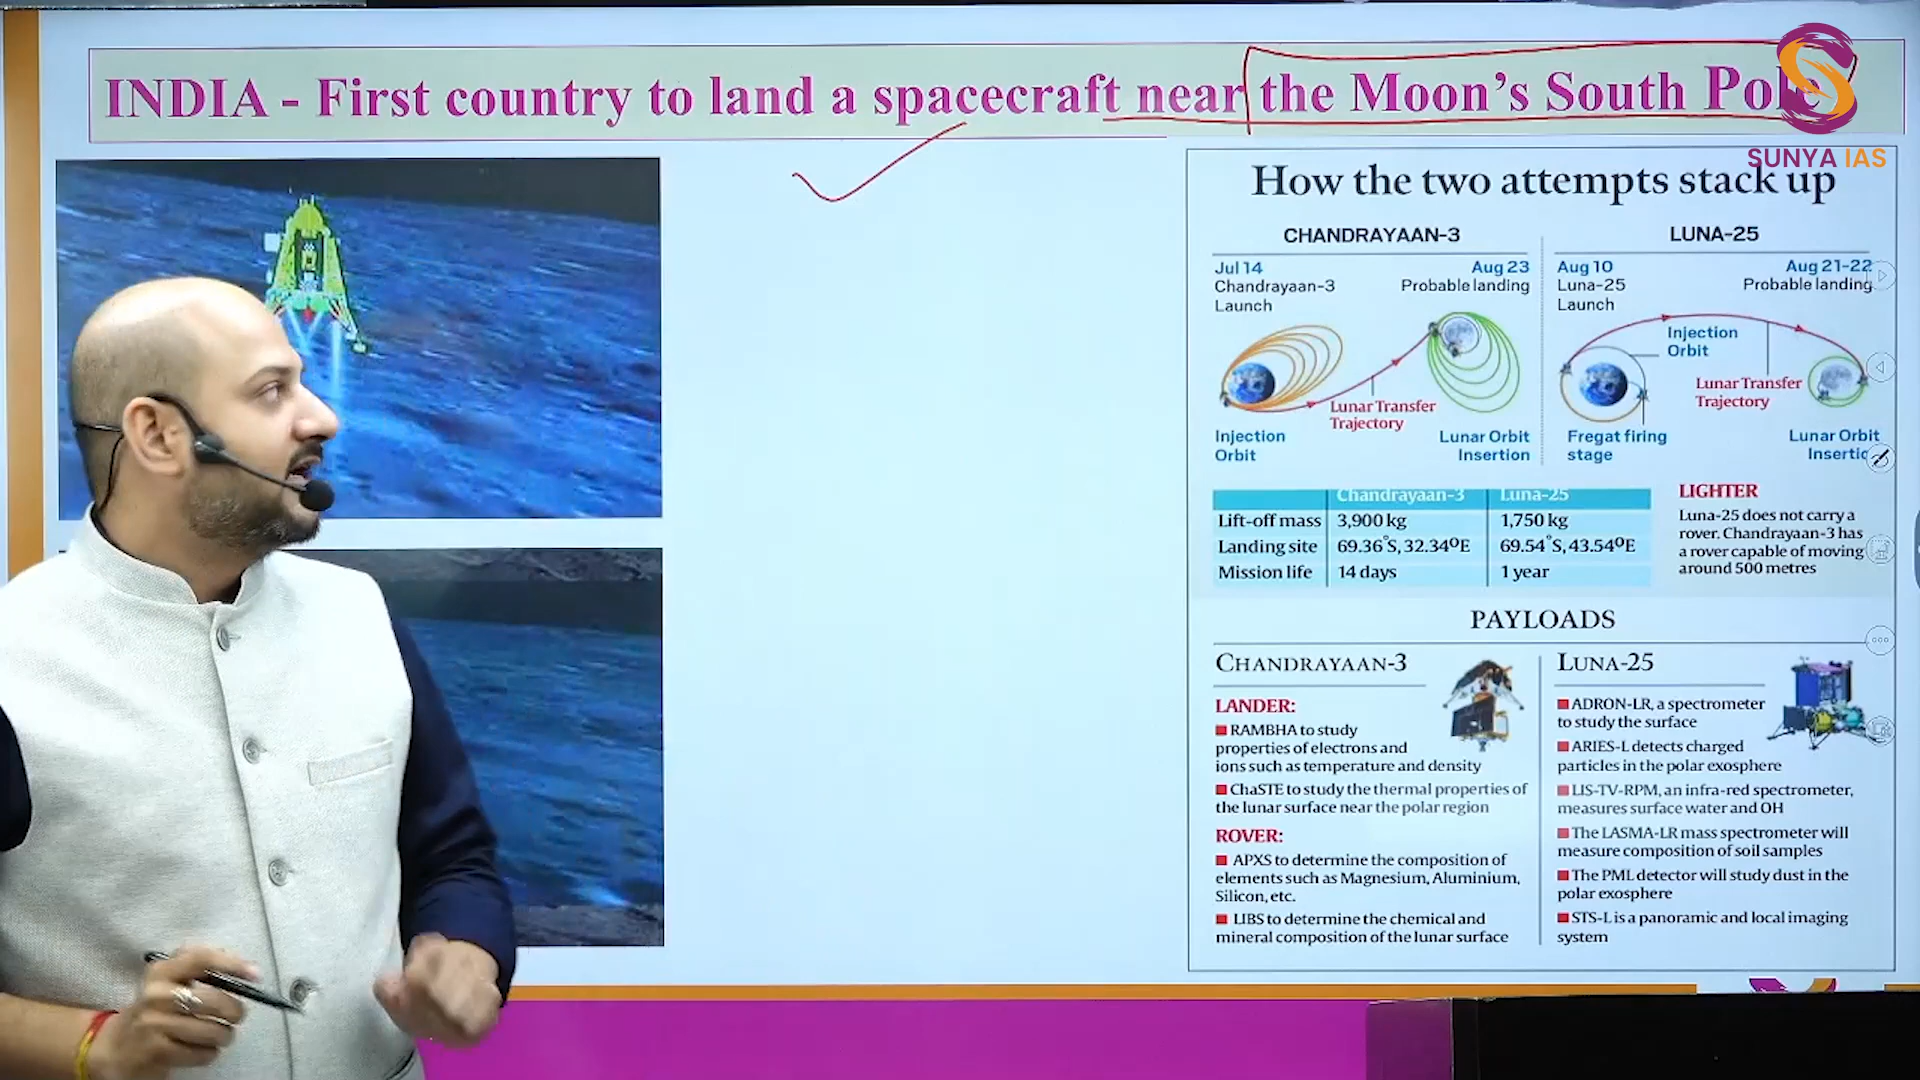 INDIA - First country to land a spacecraft near the Moon's South Pole
SUNYA IAS
How the two attempts stack up
CHANDRAYAAN-3
Jul 14
Chandrayaan-3
Launch
Aug 23
Probable landing
Lunar Transfer
Trajectory
Injection
Orbit
Lunar Orbit
Insertion
LUNA-25
Aug 10
Luna-25
Launch
Aug 21-22
Probable landing
Injection
Orbit
Lunar Transfer
Trajectory
Fregat firing
stage
Lunar Orbit
Insertio
Chandrayaan-3 Luna-25
Lift-off mass 3,900 kg 1,750 kg
Landing site 69.36°S, 32.34ºE 69.54°S, 43.54ºE
Mission life 14 days 1 year
LIGHTER
Luna-25 does not carry a
rover. Chandrayaan-3 has
a rover capable of moving
around 500 metres
PAYLOADS
CHANDRAYAAN-3
LANDER:
RAMBHA to study
properties of electrons and
ions such as temperature and density
ChaSTE to study the thermal properties of
the lunar surface near the polar region
ROVER:
APXS to determine the composition of
elements such as Magnesium, Aluminium,
Silicon, etc.
LIBS to determine the chemical and
mineral composition of the lunar surface
LUNA-25
ADRON-LR, a spectrometer
to study the surface
ARIES-L detects charged
particles in the polar exosphere
LIS-TV-RPM, an infra-red spectrometer,
measures surface water and OH
The LASMA-LR mass spectrometer will
measure composition of soil samples
The PML detector will study dust in the
polar exosphere
STS-L is a panoramic and local imaging
system